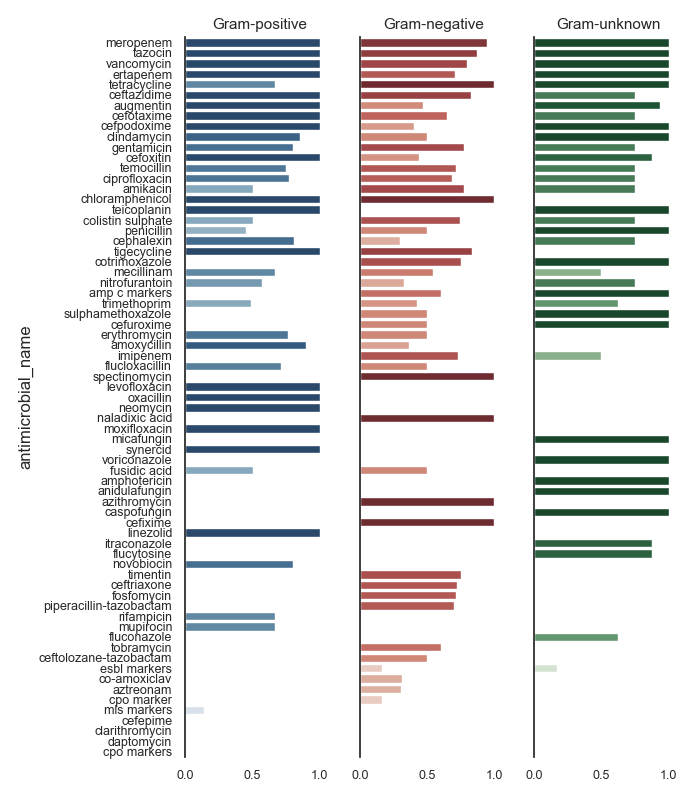 Gram-positive Gram-negative Gram-unknown
meropenem
tazocin
vancomycin
ertapenem
tetracycline
ceftazidime
augmentin
cefotaxime
cefpodoxime
clindamycin
gentamicin
cefoxitin
temocillin
ciprofloxacin
amikacin
chloramphenicol
teicoplanin
colistin sulphate
penicillin
cephalexin
tigecycline
cotrimoxazole
mecillinam
nitrofurantoin
amp c markers
trimethoprim
sulphamethoxazole
cefuroxime
erythromycin
amoxycillin
imipenem
flucloxacillin
spectinomycin
levofloxacin
oxacillin
neomycin
naladixic acid
moxifloxacin
micafungin
synercid
voriconazole
fusidic acid
amphotericin
anidulafungin
azithromycin
caspofungin
cefixime
linezolid
itraconazole
flucytosine
novobiocin
timentin
ceftriaxone
fosfomycin
piperacillin-tazobactam
rifampicin
mupirocin
fluconazole
tobramycin
ceftolozane-tazobactam
esbl markers
co-amoxiclav
aztreonam
cpo marker
mls markers
cefepime
clarithromycin
daptomycin
cpo markers
antimicrobial_name
0.0 0.5 1.0 0.0 0.5 1.0 0.0 0.5 1.0